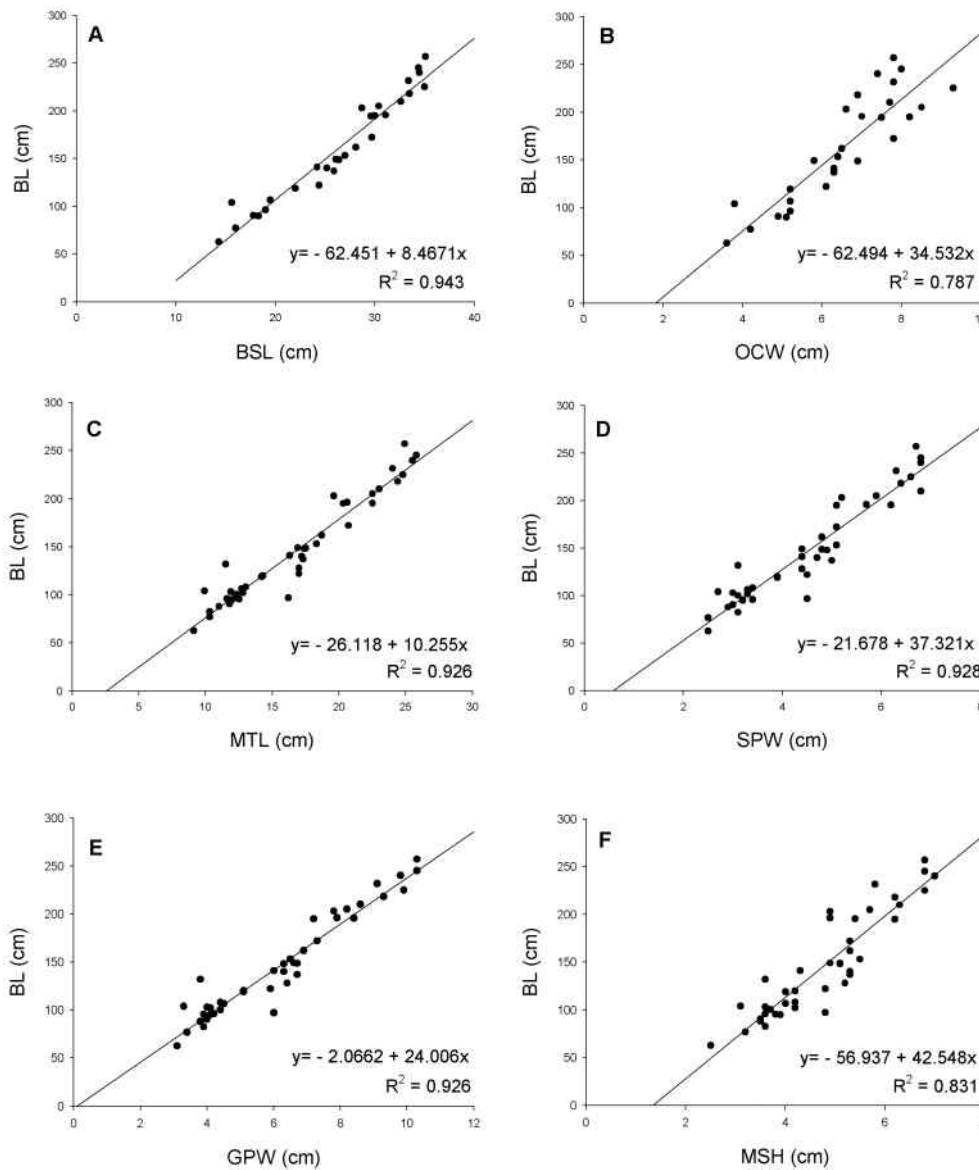 A
BL (cm)
300
250
200
150
100
50
0
y= - 62.451 + 8.4671x
R² = 0.943
0 10 20 30 40
BSL (cm)
B
BL (cm)
300
250
200
150
100
50
0
y= - 62.494 + 34.532x
R² = 0.787
0 2 4 6 8
OCW (cm)
C
BL (cm)
300
250
200
150
100
50
0
y= - 26.118 + 10.255x
R² = 0.926
0 5 10 15 20 25 30
MTL (cm)
D
BL (cm)
300
250
200
150
100
50
0
y= - 21.678 + 37.321x
R² = 0.928
0 2 4 6
SPW (cm)
E
BL (cm)
300
250
200
150
100
50
0
y= - 2.0662 + 24.006x
R² = 0.926
0 2 4 6 8 10 12
GPW (cm)
F
BL (cm)
300
250
200
150
100
50
0
y= - 56.937 + 42.548x
R² = 0.831
0 2 4 6
MSH (cm)